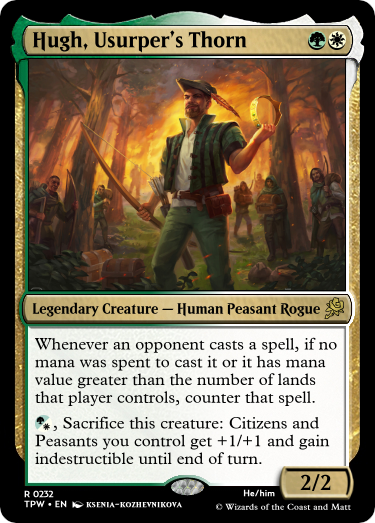 Hugh, Usurper's Thorn
Legendary Creature — Human Peasant Rogue
Whenever an opponent casts a spell, if no
mana was spent to cast it or it has mana
value greater than the number of lands
that player controls, counter that spell.
, Sacrifice this creature: Citizens and
Peasants you control get +1/+1 and gain
indestructible until end of turn.
2/2
R 0232
He/him
TPW • EN KSENIA-KOZHEVNIKOVA
© Wizards of the Coast and Matt